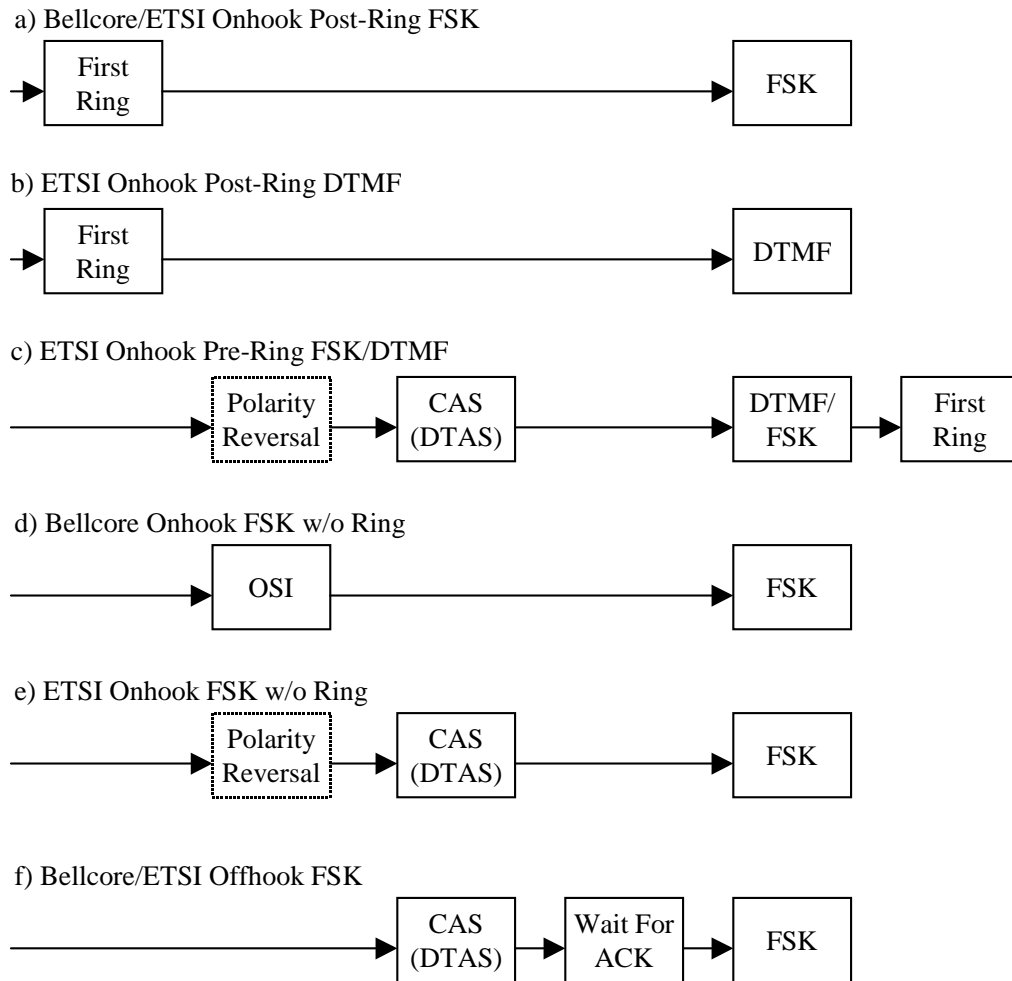 a) Bellcore/ETSI Onhook Post-Ring FSK
First
Ring
FSK
b) ETSI Onhook Post-Ring DTMF
First
Ring
DTMF
c) ETSI Onhook Pre-Ring FSK/DTMF
Polarity
Reversal
CAS
(DTAS)
DTMF/
FSK
First
Ring
d) Bellcore Onhook FSK w/o Ring
OSI
FSK
e) ETSI Onhook FSK w/o Ring
Polarity
Reversal
CAS
(DTAS)
FSK
f) Bellcore/ETSI Offhook FSK
CAS
(DTAS)
Wait For
ACK
FSK